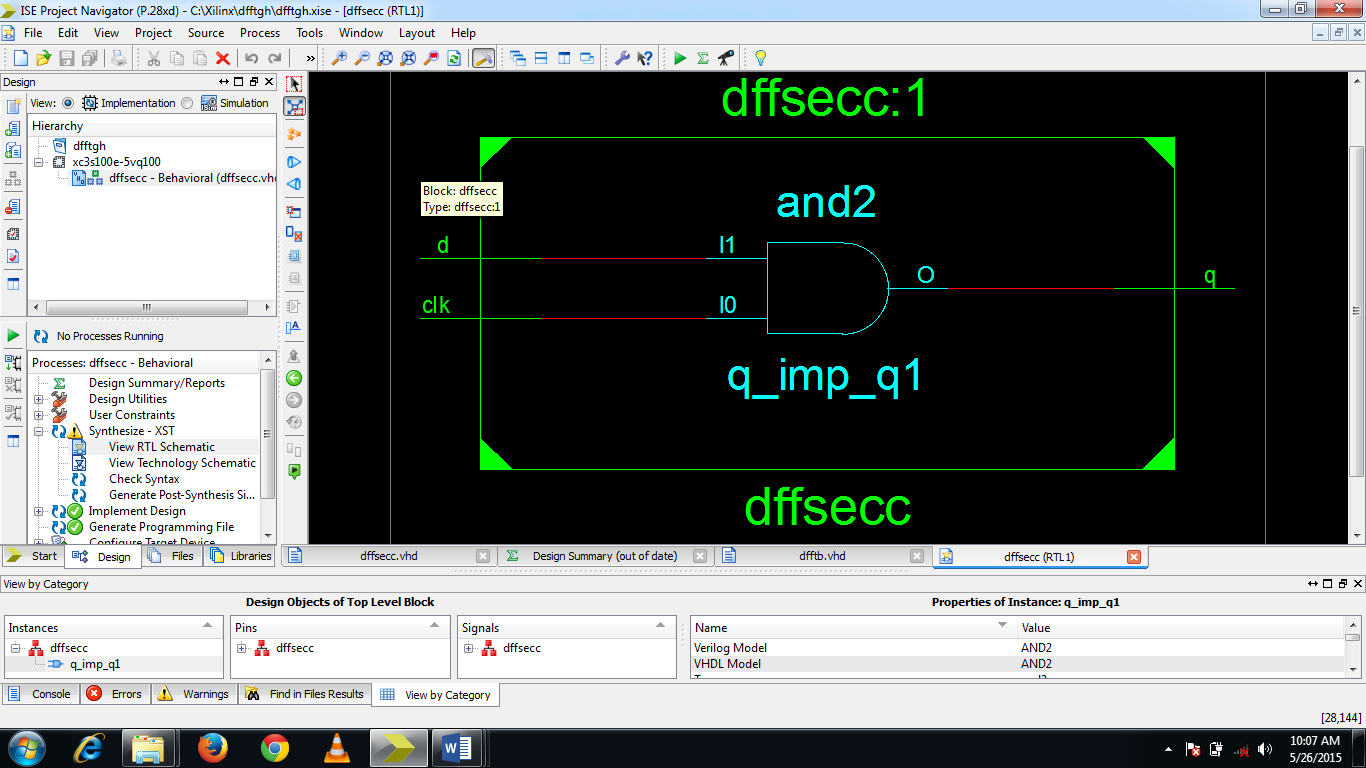 ISE Project Navigator (P.28xd) - C:\Xilinx\dfftgh\dfftgh.xise - [dffsecc (RTL1)]
File Edit View Project Source Process Tools Window Layout Help
»
Design
View: Implementation Simulation
Hierarchy
dfftgh
xc3s100e-5vq100
dffsecc - Behavioral (dffsecc.vh
No Processes Running
Processes: dffsecc - Behavioral
Design Summary/Reports
Design Utilities
User Constraints
Synthesize - XST
View RTL Schematic
View Technology Schematic
Check Syntax
Generate Post-Synthesis Si...
Implement Design
Generate Programming File
Configure Target Device
Start Design Files Libraries
dffsecc:1
Block: dffsecc
Type: dffsecc:1
and2
d I1
O q
clk I0
q_imp_q1
dffsecc
dffsecc.vhd Design Summary (out of date) dfftb.vhd dffsecc (RTL1)
View by Category
Design Objects of Top Level Block
Properties of Instance: q_imp_q1
Instances
dffsecc
q_imp_q1
Pins
dffsecc
Signals
dffsecc
Name Value
Verilog Model AND2
VHDL Model AND2
Console Errors Warnings Find in Files Results View by Category
[28,144]
10:07 AM
5/26/2015